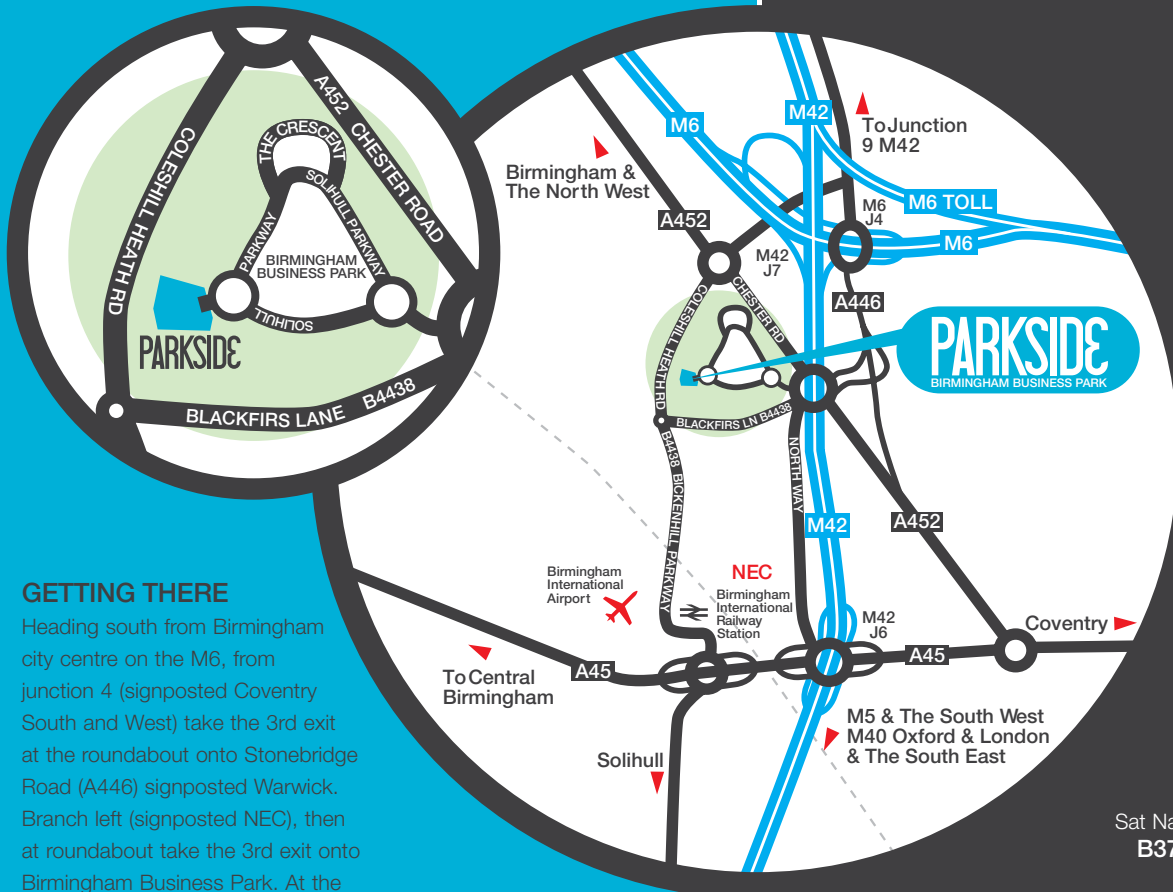 A452 CHESTER ROAD
COLESHILL HEATH RD
THE CRESCENT
SOLIHULL PARKWAY
PARKWAY
BIRMINGHAM
BUSINESS PARK
SOLIHULL
PARKSIDE
BLACKFIRS LANE B4438
M6
M42
To Junction
9 M42
Birmingham &
The North West
A452
M6
J4
M6 TOLL
M6
M42
J7
A446
CHESTER RD
COLESHILL HEATH RD
PARKSIDE
BIRMINGHAM BUSINESS PARK
BLACKFIRS LN B4438
B4438 BICKENHILL PARKWAY
NORTH WAY
M42
A452
NEC
Birmingham
International
Airport
Birmingham
International
Railway
Station
M42
J6
Coventry
A45
A45
To Central
Birmingham
M5 & The South West
M40 Oxford & London
& The South East
Solihull
GETTING THERE
Heading south from Birmingham
city centre on the M6, from
junction 4 (signposted Coventry
South and West) take the 3rd exit
at the roundabout onto Stonebridge
Road (A446) signposted Warwick.
Branch left (signposted NEC), then
at roundabout take the 3rd exit onto
Birmingham Business Park. At the
Sat Na
B37